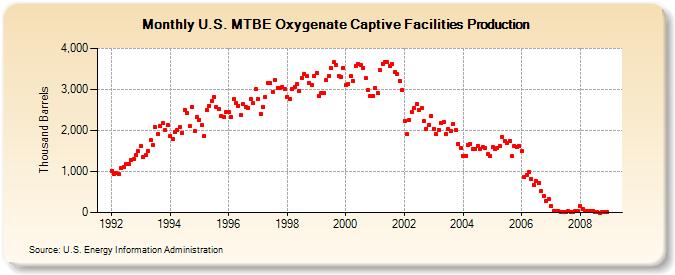 Monthly U.S. MTBE Oxygenate Captive Facilities Production
Thousand Barrels
4,000
3,000
2,000
1,000
0
1992 1994 1996 1998 2000 2002 2004 2006 2008
Source: U.S. Energy Information Administration